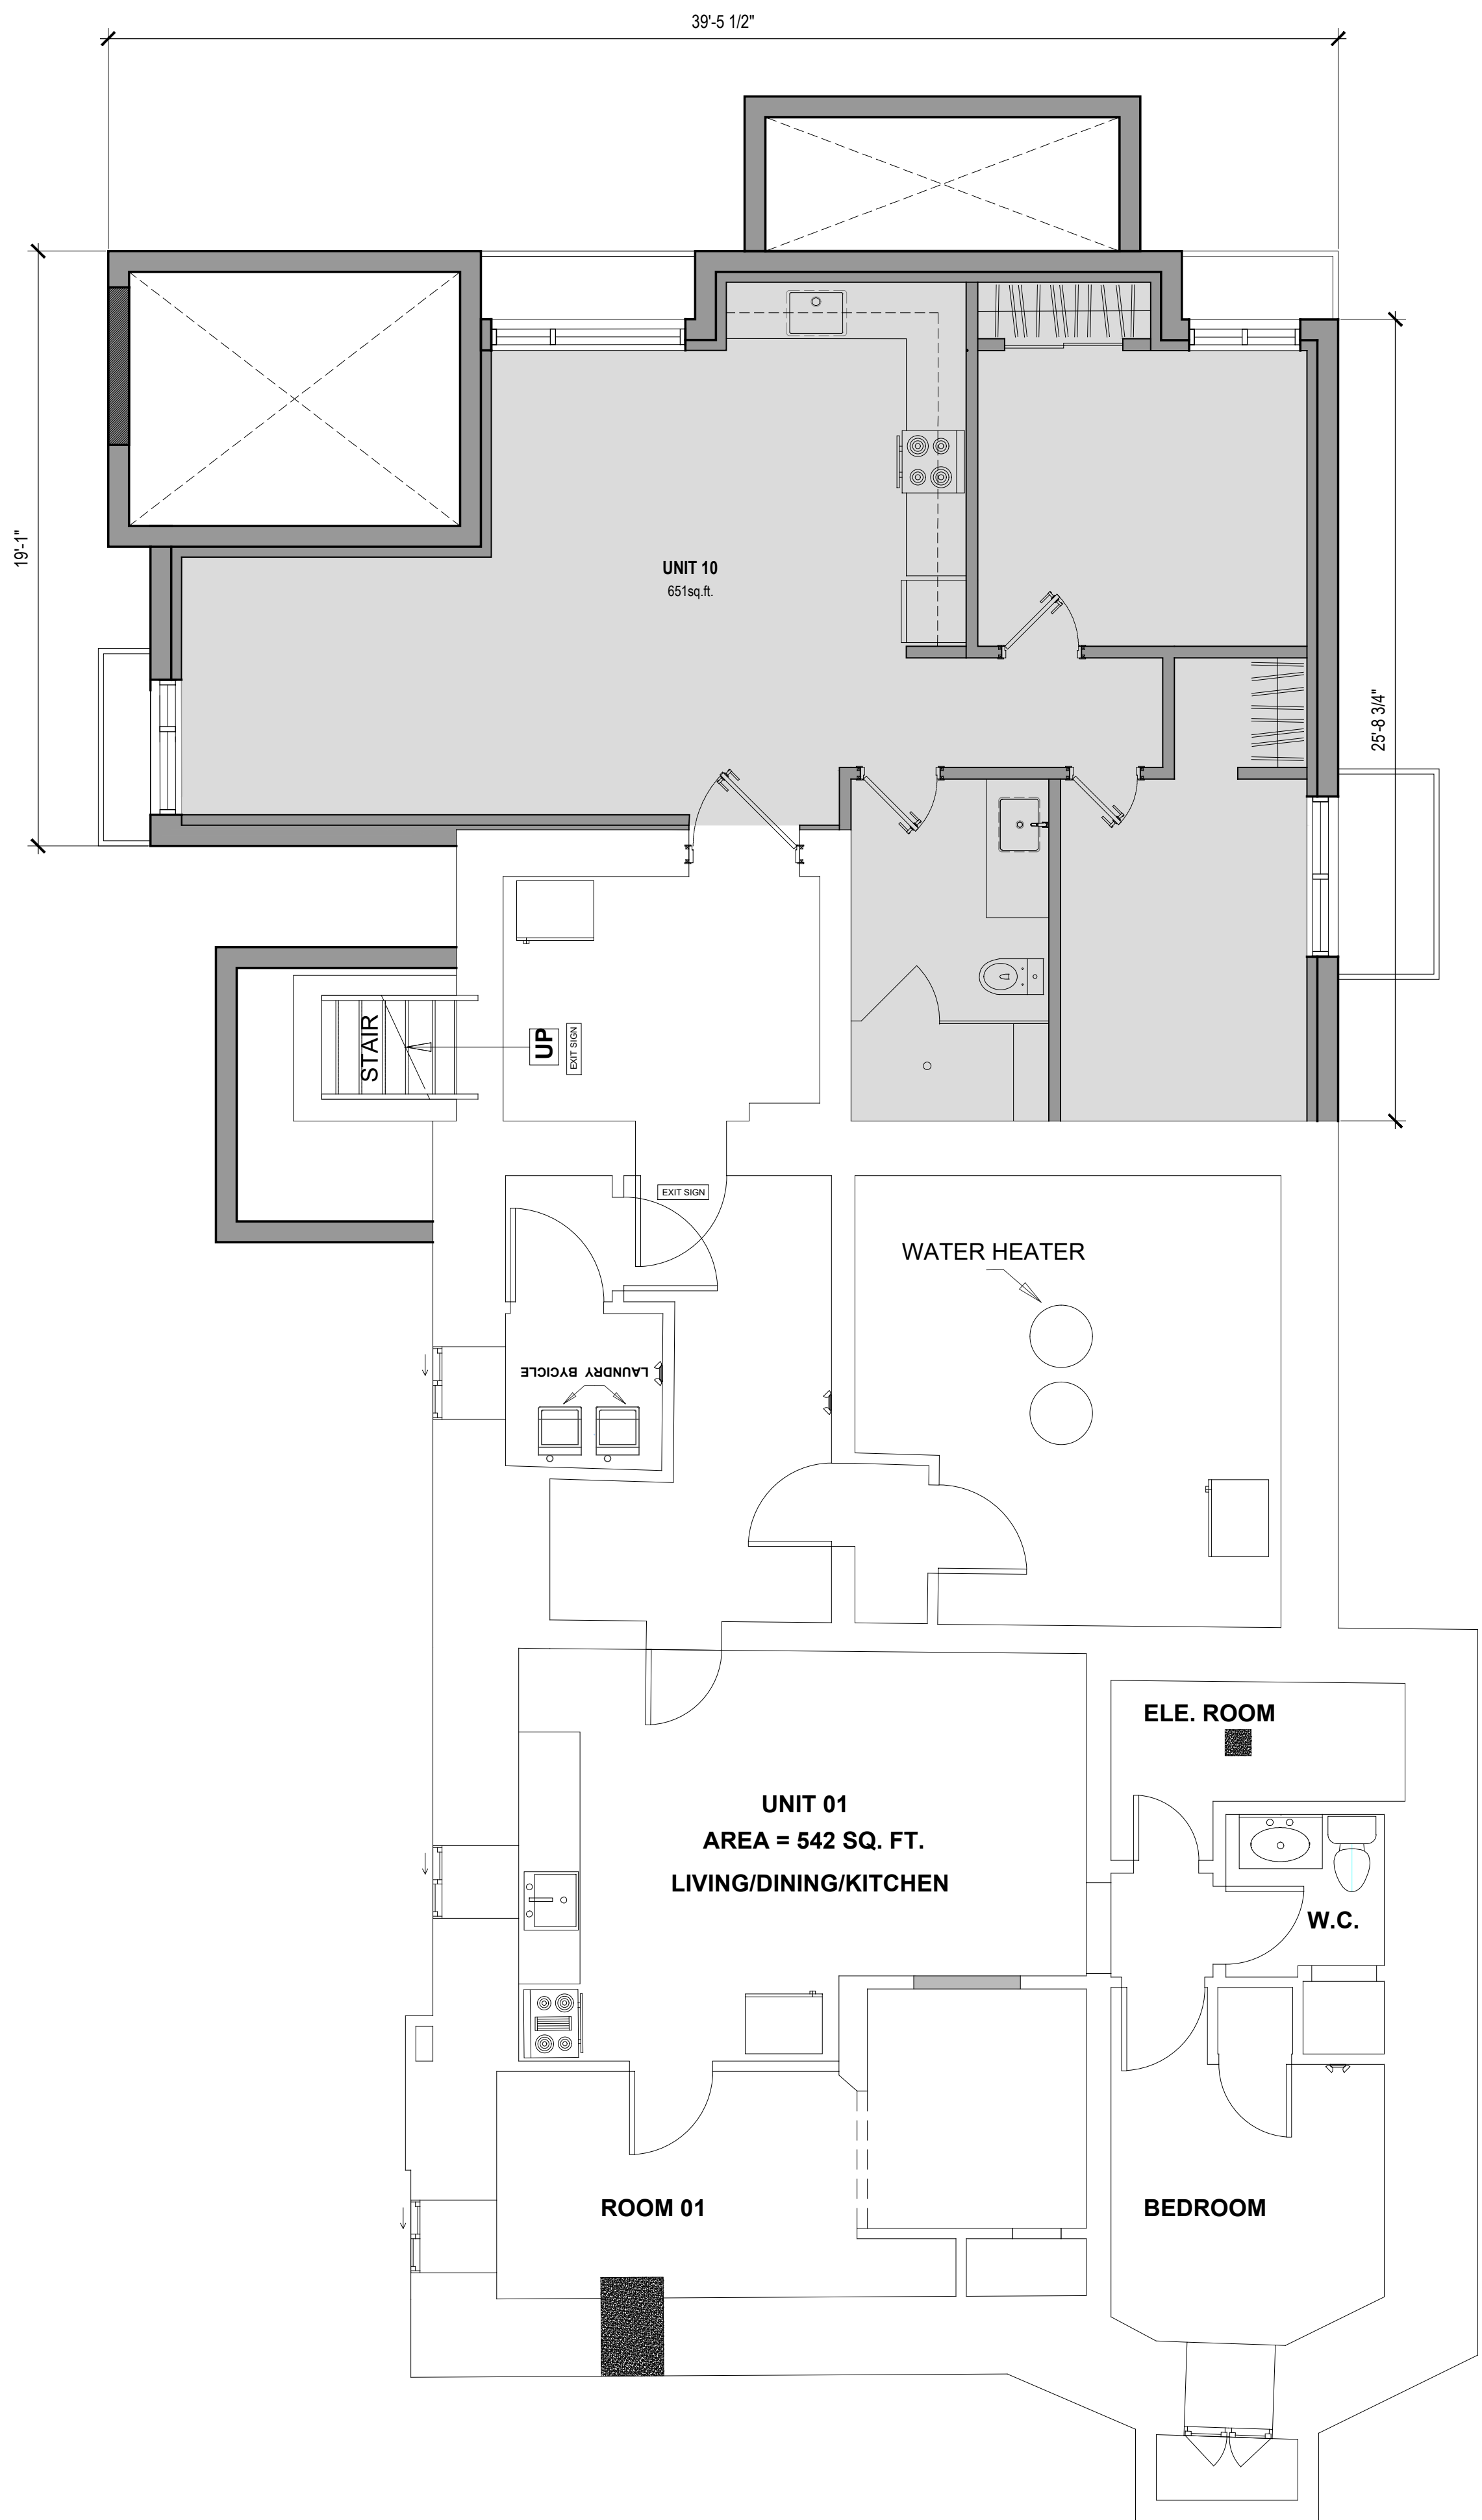 39'-5 1/2"
19'-1"
UNIT 10
651sq.ft.
25'-8 3/4"
STAIR
UP
EXIT SIGN
EXIT SIGN
WATER HEATER
LAUNDRY BYCICLE
ELE. ROOM
UNIT 01
AREA = 542 SQ. FT.
LIVING/DINING/KITCHEN
W.C.
ROOM 01
BEDROOM